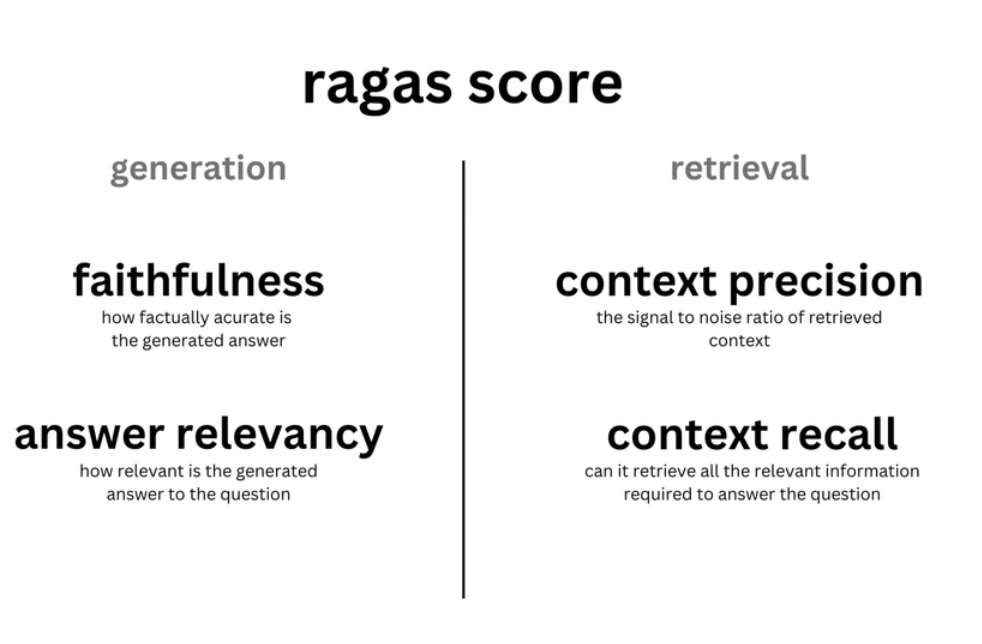 ragas score
generation
faithfulness
how factually acurate is
the generated answer
answer relevancy
how relevant is the generated
answer to the question
retrieval
context precision
the signal to noise ratio of retrieved
context
context recall
can it retrieve all the relevant information
required to answer the question